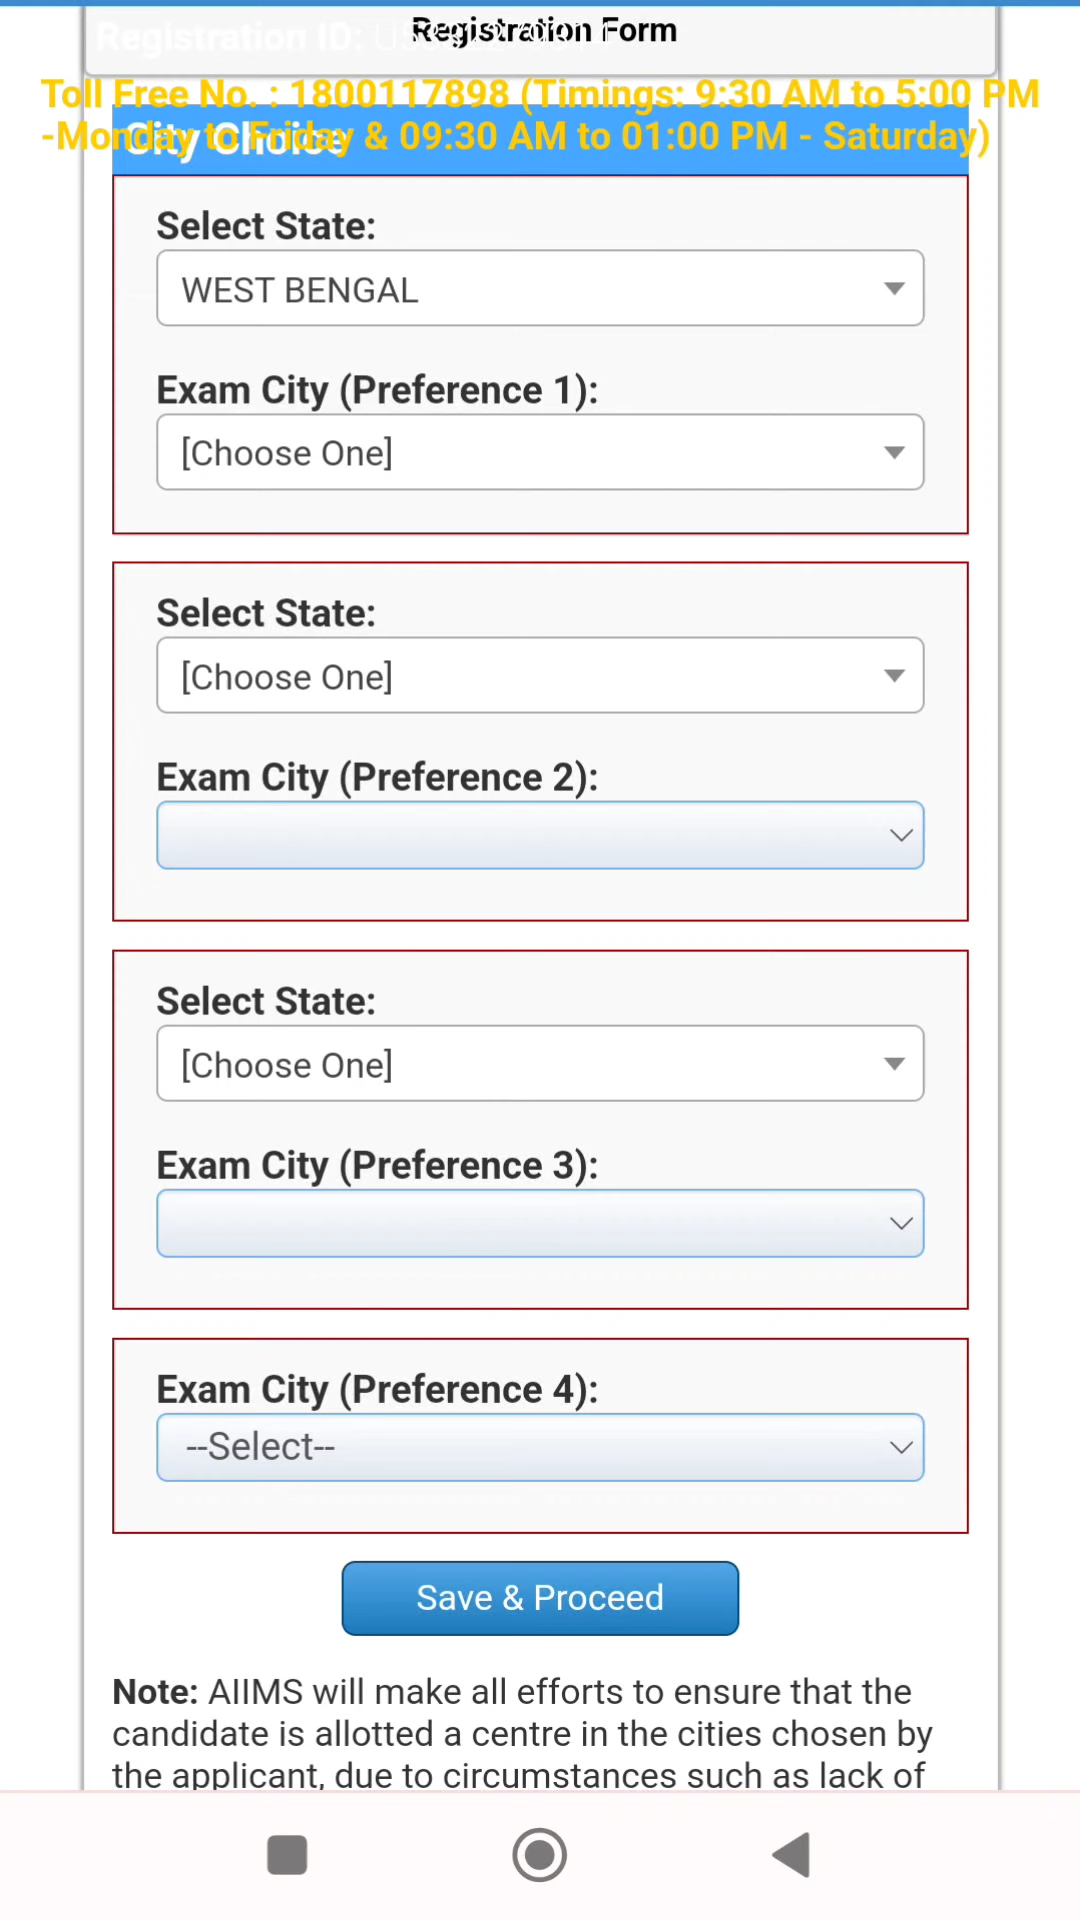 Registration Form
Registration ID:
Toll Free No. : 1800117898 (Timings: 9:30 AM to 5:00 PM
-Monday to Friday & 09:30 AM to 01:00 PM - Saturday)
City Choice
Select State:
WEST BENGAL
Exam City (Preference 1):
[Choose One]
Select State:
[Choose One]
Exam City (Preference 2):
Select State:
[Choose One]
Exam City (Preference 3):
Exam City (Preference 4):
--Select--
Save & Proceed
Note: AIIMS will make all efforts to ensure that the
candidate is allotted a centre in the cities chosen by
the applicant, due to circumstances such as lack of